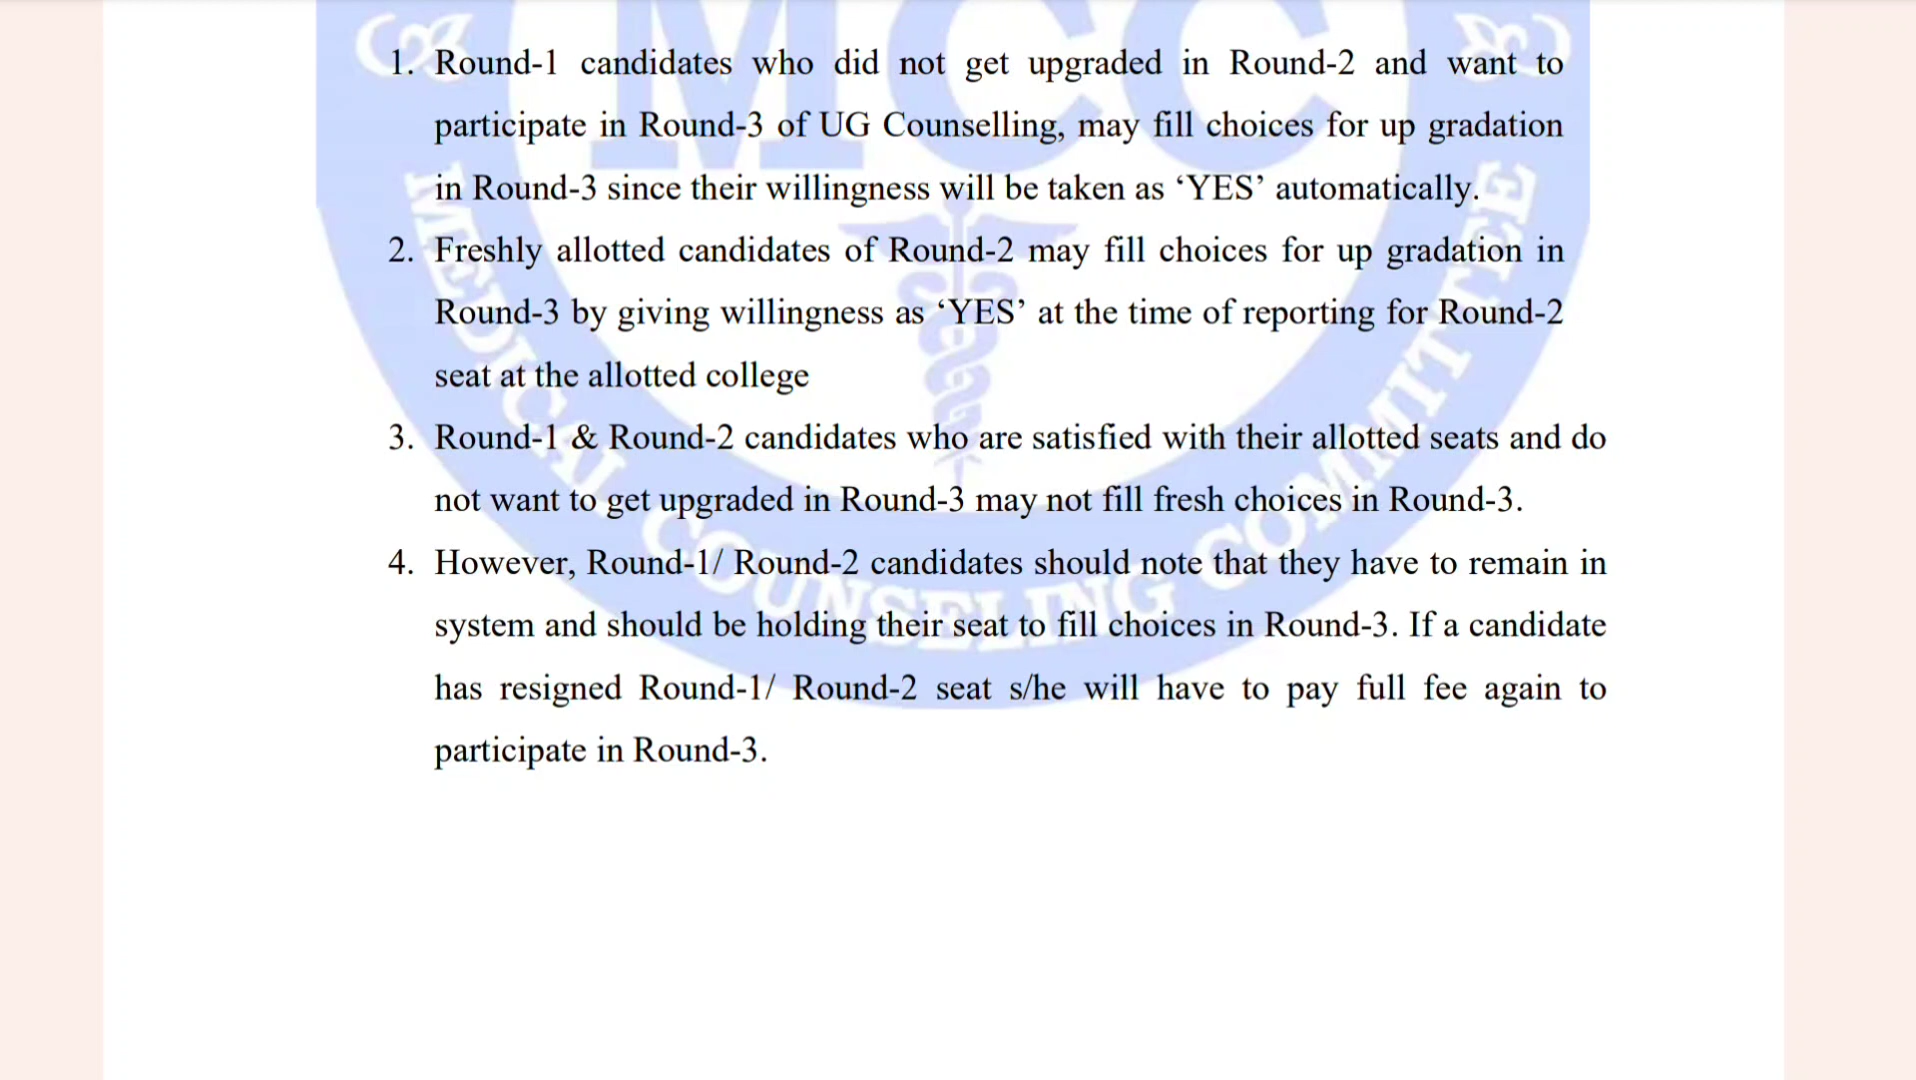 MCC
1. Round-1 candidates who did not get upgraded in Round-2 and want to
participate in Round-3 of UG Counselling, may fill choices for up gradation
in Round-3 since their willingness will be taken as ‘YES’ automatically.
2. Freshly allotted candidates of Round-2 may fill choices for up gradation in
Round-3 by giving willingness as ‘YES’ at the time of reporting for Round-2
seat at the allotted college
3. Round-1 & Round-2 candidates who are satisfied with their allotted seats and do
not want to get upgraded in Round-3 may not fill fresh choices in Round-3.
4. However, Round-1/ Round-2 candidates should note that they have to remain in
system and should be holding their seat to fill choices in Round-3. If a candidate
has resigned Round-1/ Round-2 seat s/he will have to pay full fee again to
participate in Round-3.
MEDICAL COUNSELING COMMITTEE